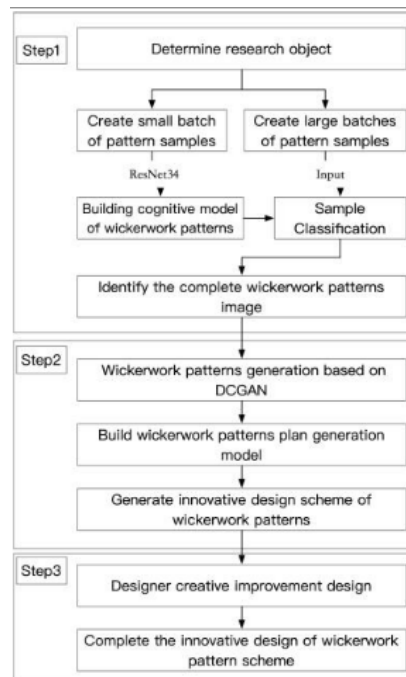 Step1
Determine research object
Create small batch
of pattern samples
Create large batches
of pattern samples
ResNet34
Input
Building cognitive model
of wickerwork patterns
Sample
Classification
Identify the complete wickerwork patterns
image
Step2
Wickerwork patterns generation based on
DCGAN
Build wickerwork patterns plan generation
model
Generate innovative design scheme of
wickerwork patterns
Step3
Designer creative improvement design
Complete the innovative design of wickerwork
pattern scheme